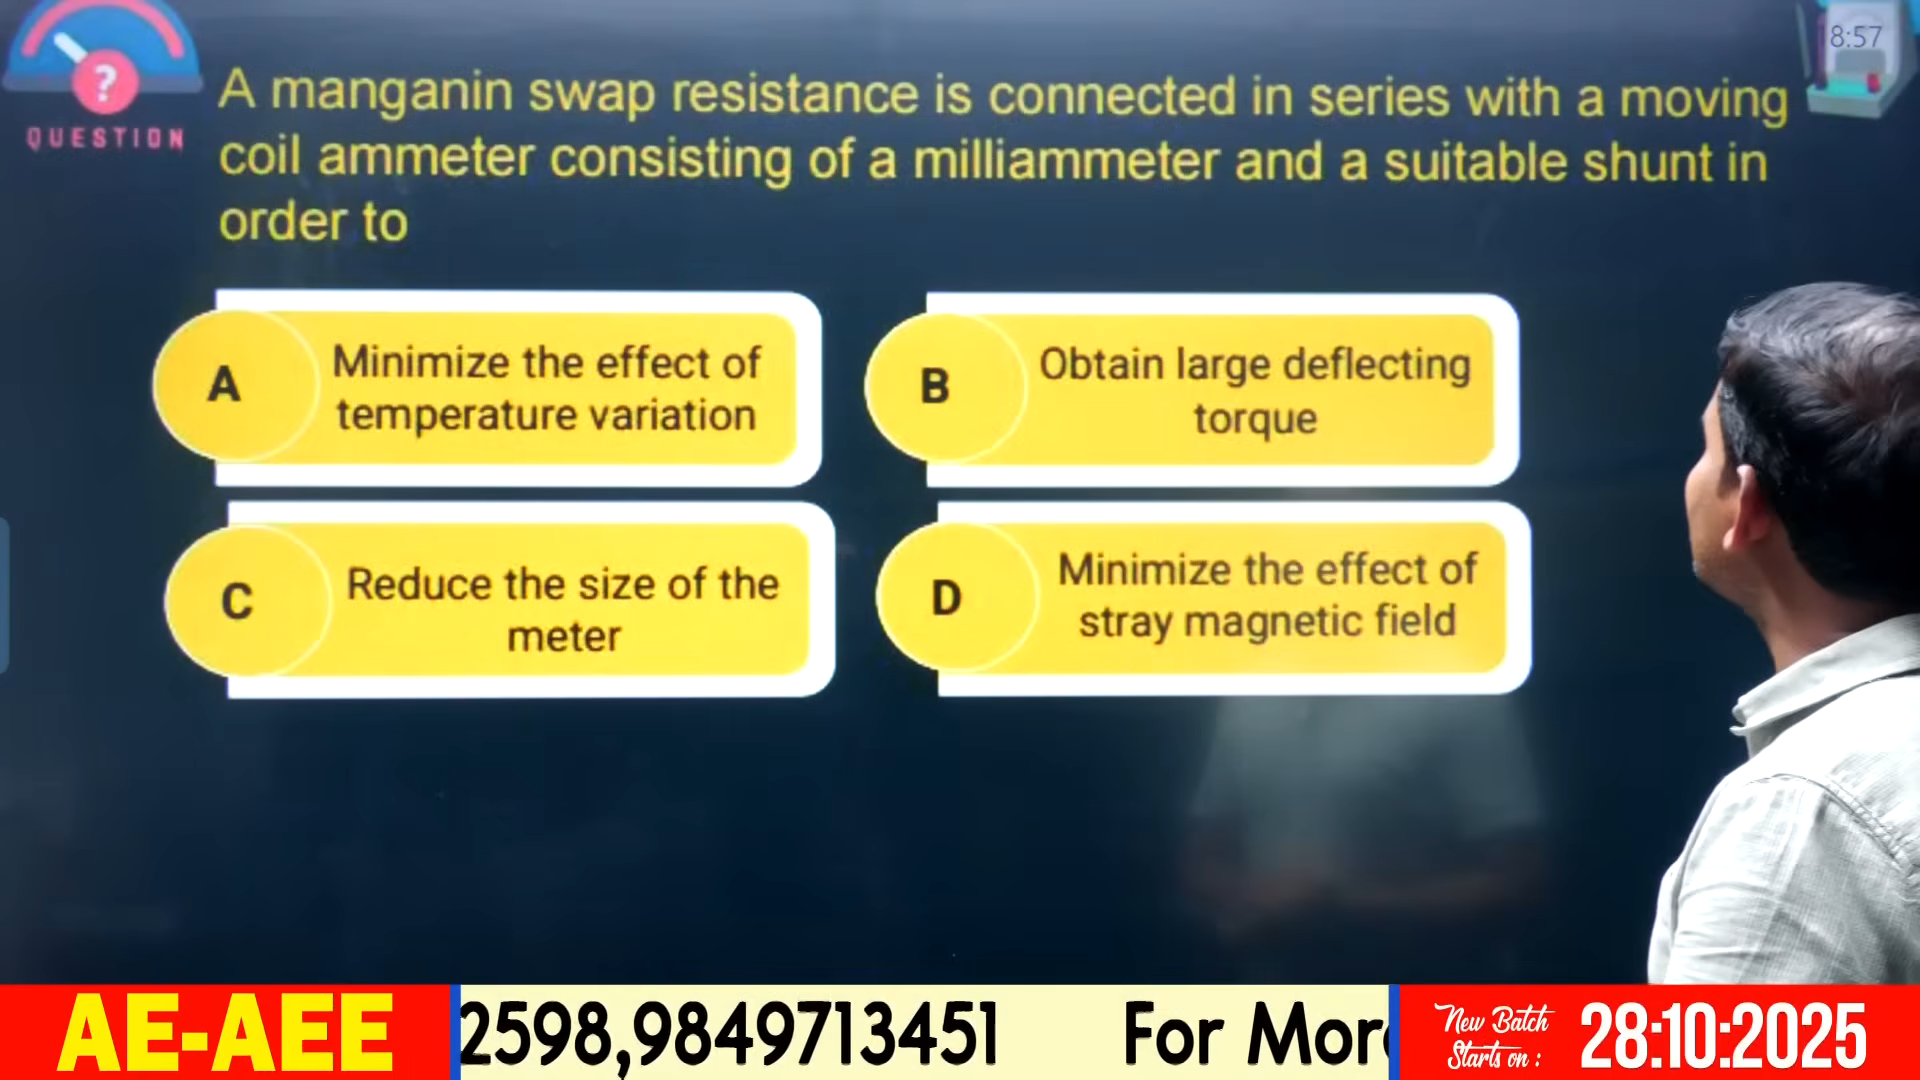 8:57
?
QUESTION
A manganin swap resistance is connected in series with a moving
coil ammeter consisting of a milliammeter and a suitable shunt in
order to
A
Minimize the effect of
temperature variation
B
Obtain large deflecting
torque
C
Reduce the size of the
meter
D
Minimize the effect of
stray magnetic field
AE-AEE
2598,9849713451 For More
New Batch
Starts on :
28:10:2025